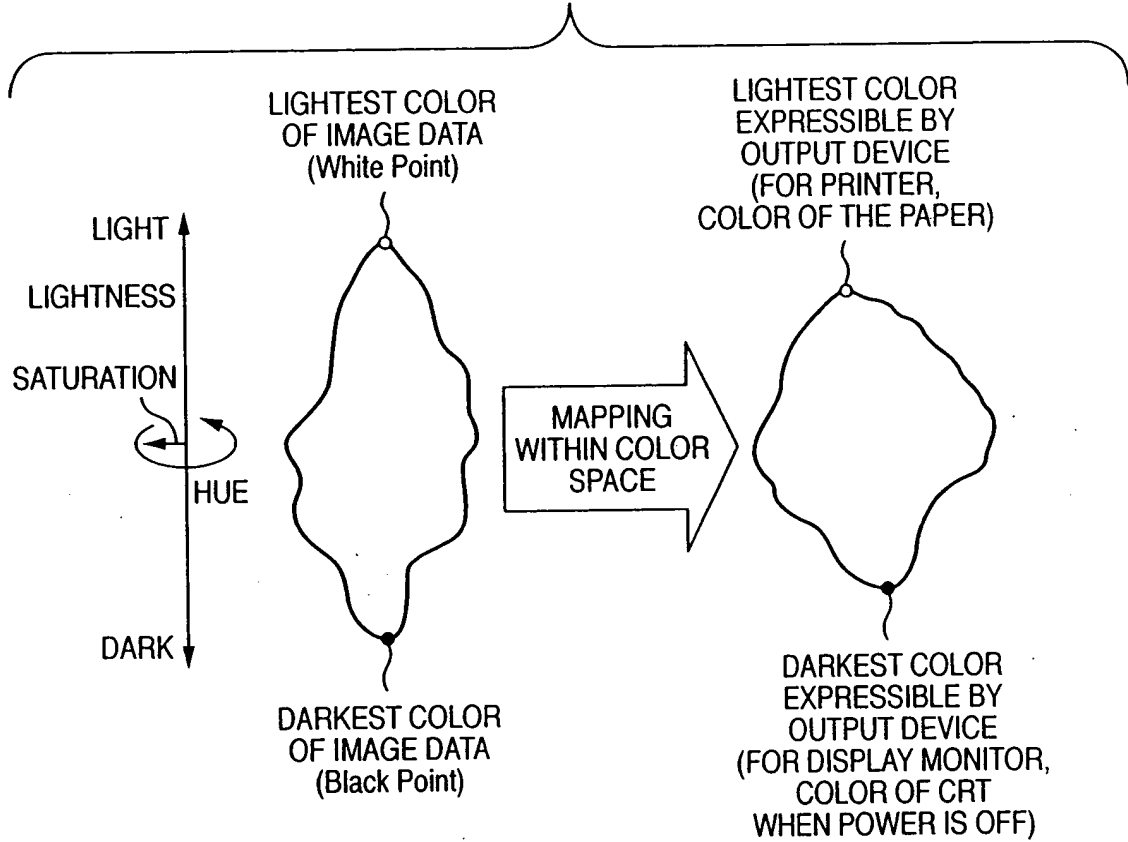 LIGHTEST COLOR
OF IMAGE DATA
(White Point)
LIGHTEST COLOR
EXPRESSIBLE BY
OUTPUT DEVICE
(FOR PRINTER,
COLOR OF THE PAPER)
LIGHT
LIGHTNESS
SATURATION
HUE
DARK
MAPPING
WITHIN COLOR
SPACE
DARKEST COLOR
OF IMAGE DATA
(Black Point)
DARKEST COLOR
EXPRESSIBLE BY
OUTPUT DEVICE
(FOR DISPLAY MONITOR,
COLOR OF CRT
WHEN POWER IS OFF)